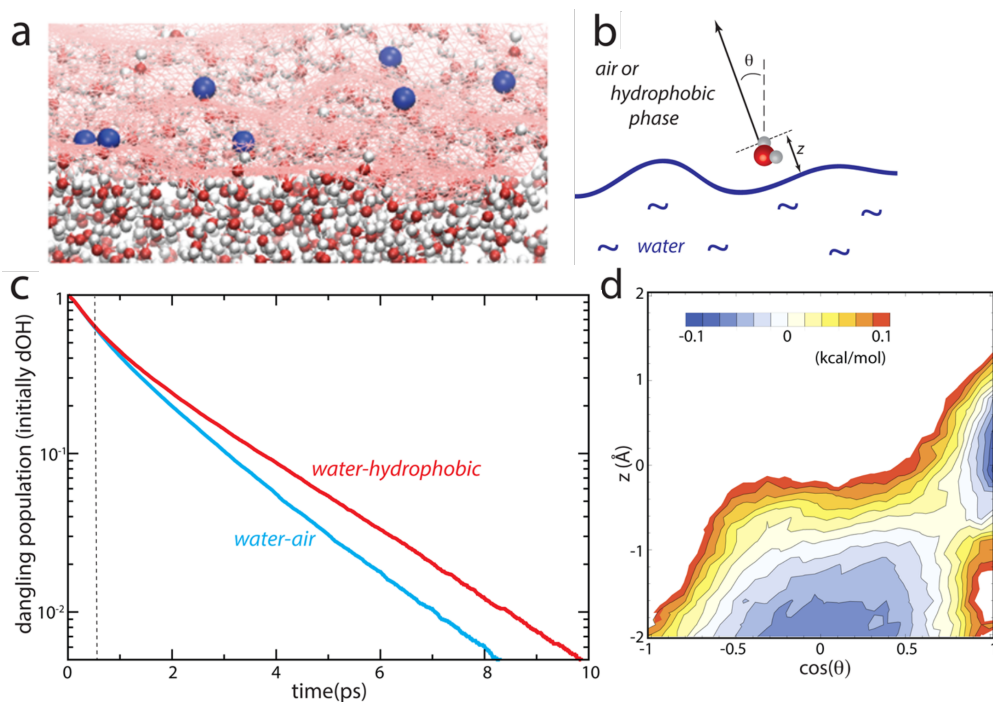 a
b
θ
air or
hydrophobic
phase
z
~ ~ ~
~ water ~ ~
c
dangling population (initially dOH)
1
10⁻¹
10⁻²
water-hydrophobic
water-air
0 2 4 6 8 10
time(ps)
d
z (Å)
2
1
0
-1
-2
-0.1 0 0.1
(kcal/mol)
-1 -0.5 0 0.5 1
cos(θ)